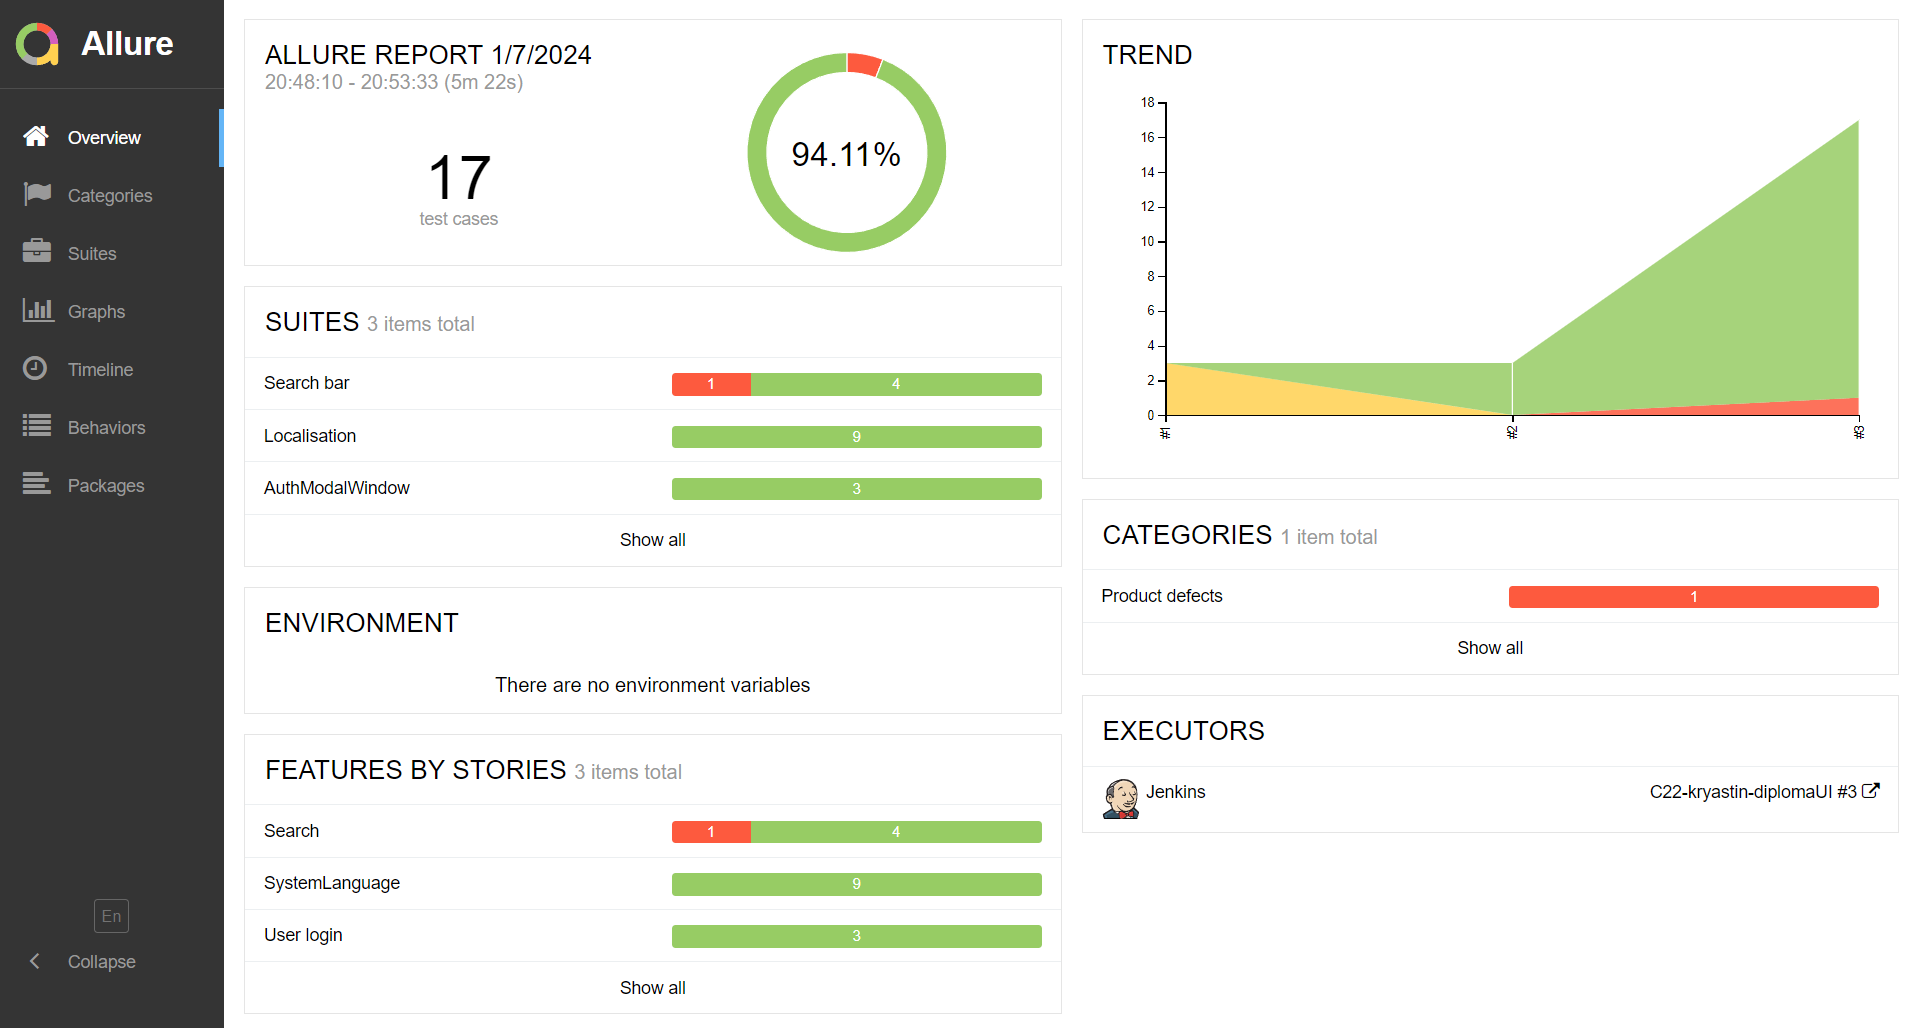 Allure
Overview
Categories
Suites
Graphs
Timeline
Behaviors
Packages
En
Collapse
ALLURE REPORT 1/7/2024
20:48:10 - 20:53:33 (5m 22s)
17
test cases
94.11%
SUITES 3 items total
Search bar 1 4
Localisation 9
AuthModalWindow 3
Show all
ENVIRONMENT
There are no environment variables
FEATURES BY STORIES 3 items total
Search 1 4
SystemLanguage 9
User login 3
Show all
TREND
18
16
14
12
10
8
6
4
2
0
#1 #2 #3
CATEGORIES 1 item total
Product defects 1
Show all
EXECUTORS
Jenkins C22-kryastin-diplomaUI #3